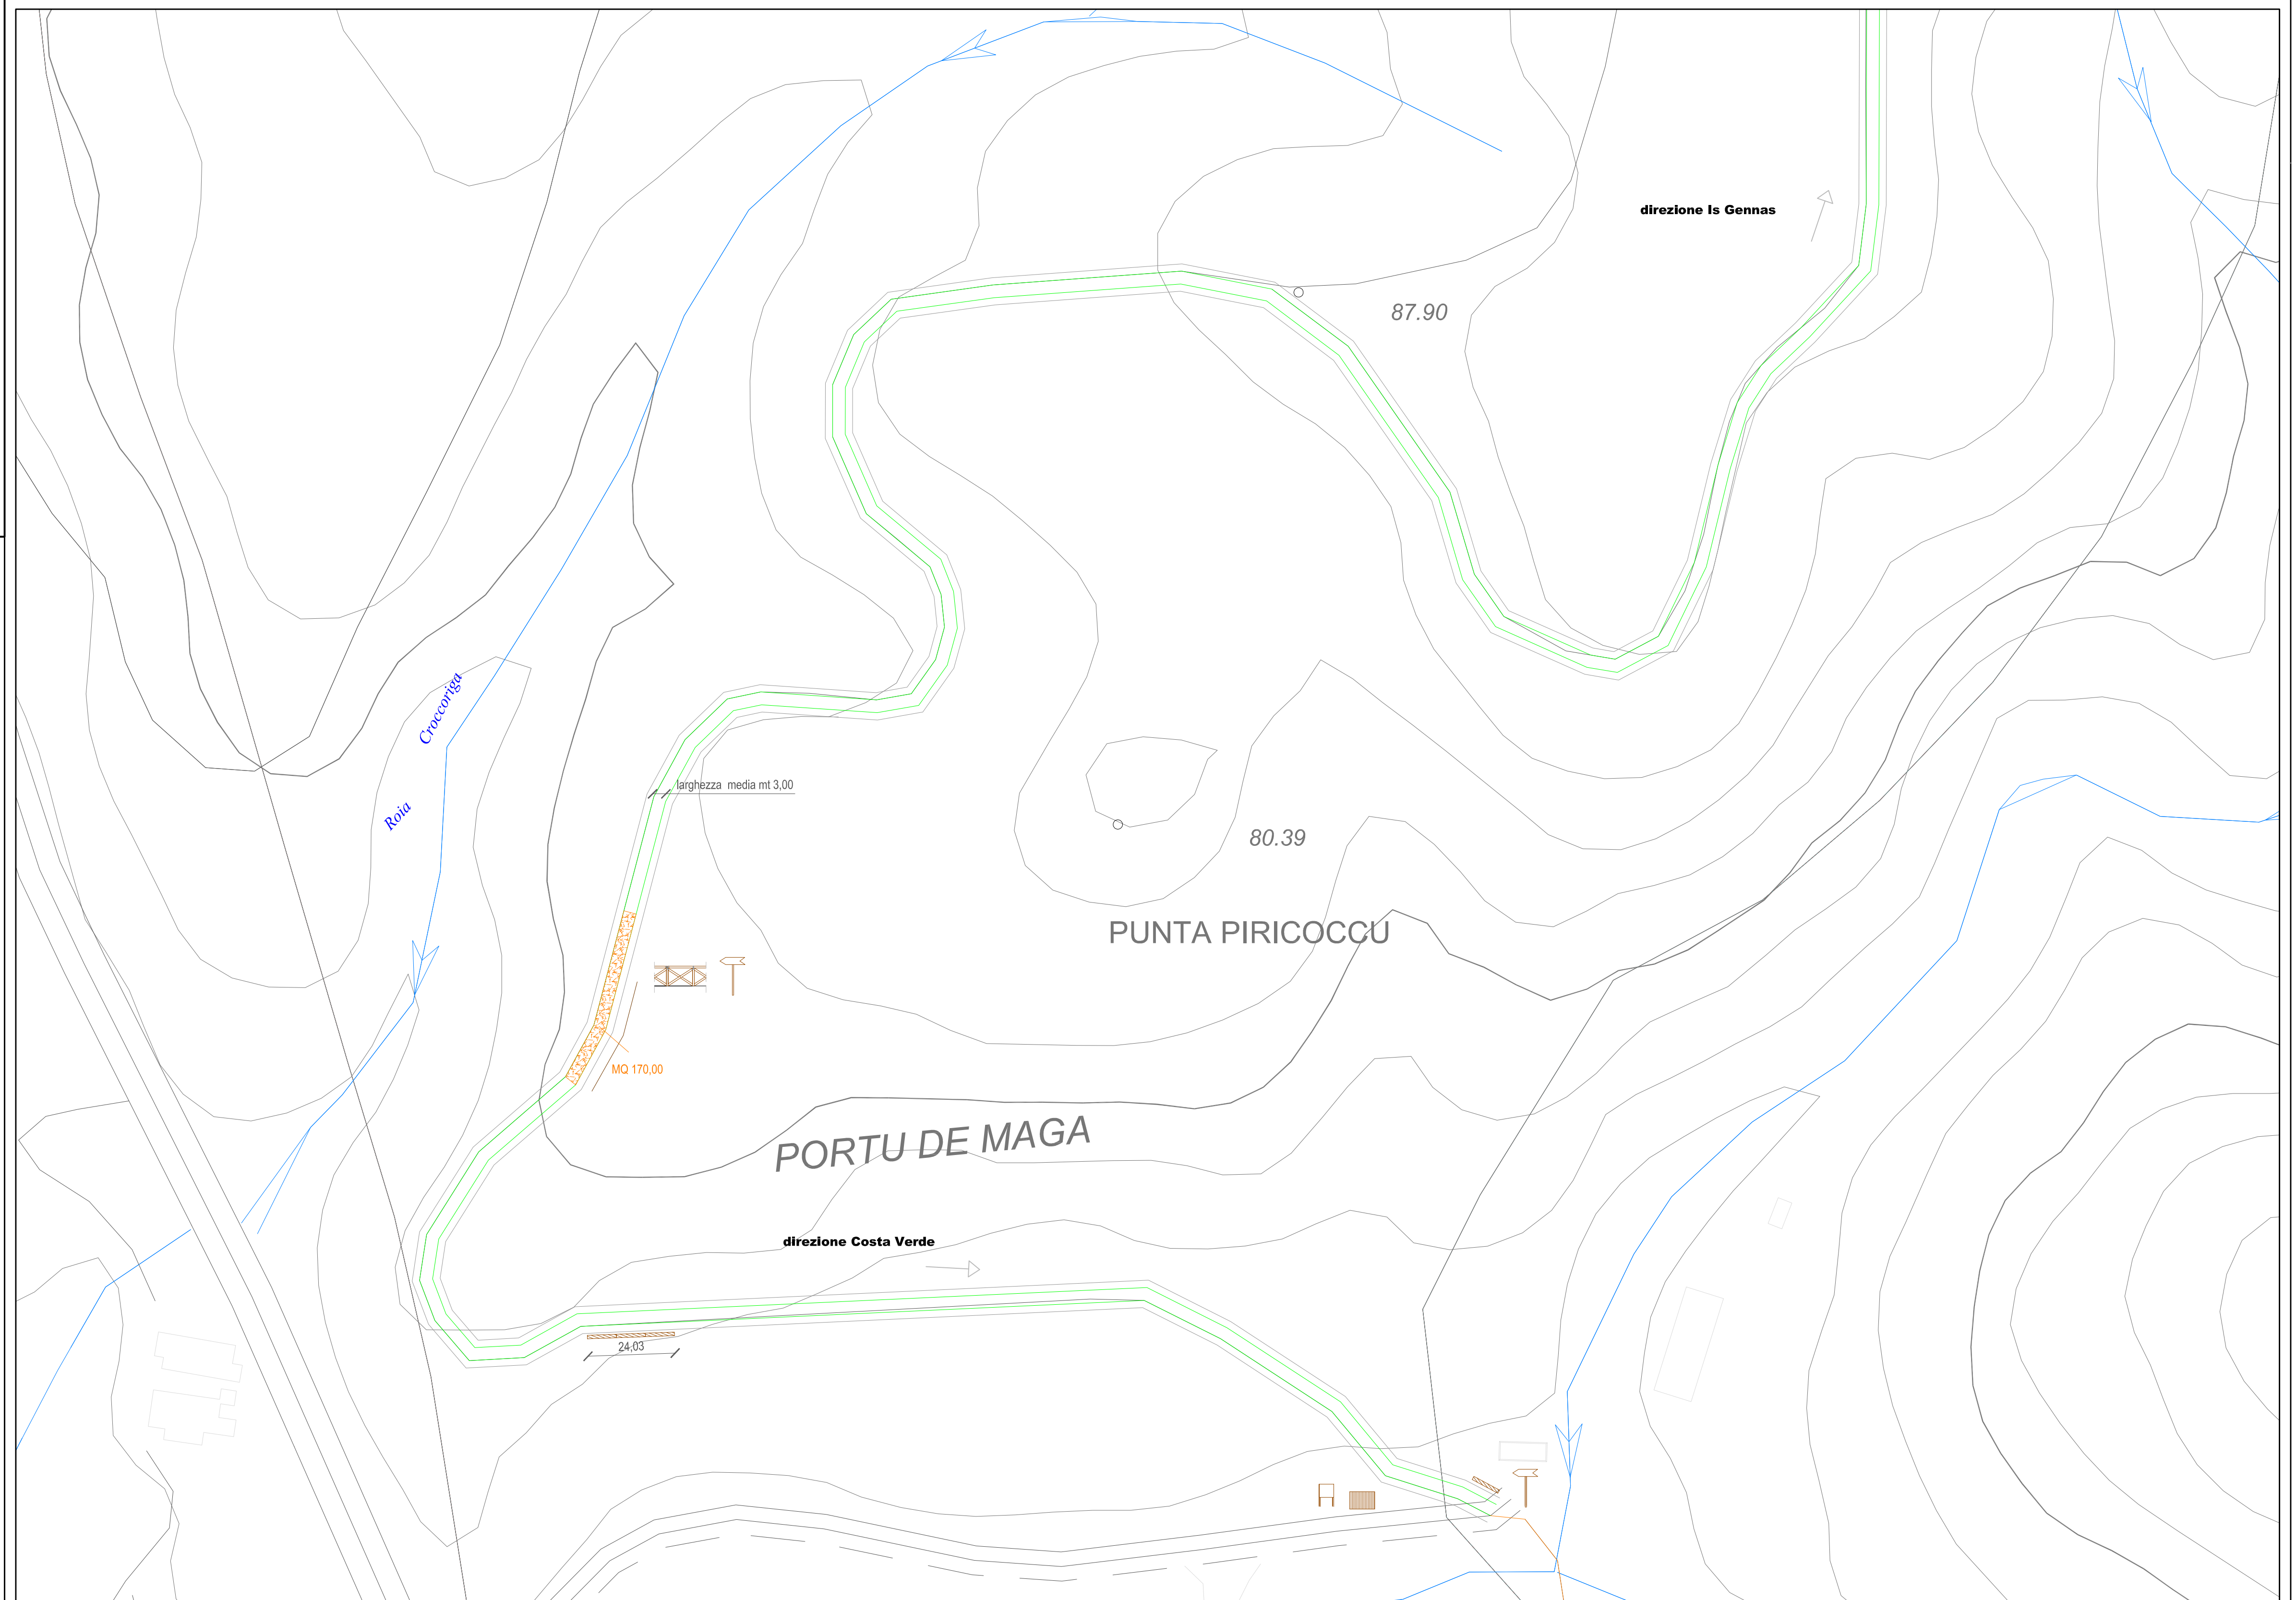 direzione Is Gennas
87.90
Croccoriga
larghezza media mt 3,00
Roia
80.39
PUNTA PIRICOCCU
MQ 170,00
PORTU DE MAGA
direzione Costa Verde
24,03